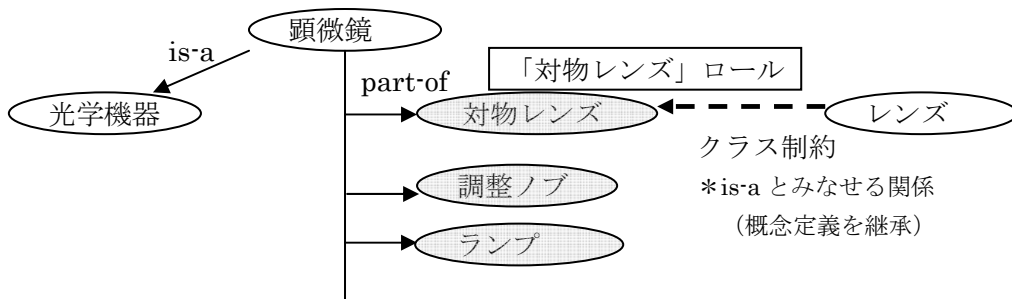 顕微鏡
is-a
part-of
「対物レンズ」ロール
光学機器
対物レンズ
レンズ
クラス制約
*is-a とみなせる関係
(概念定義を継承)
調整ノブ
ランプ